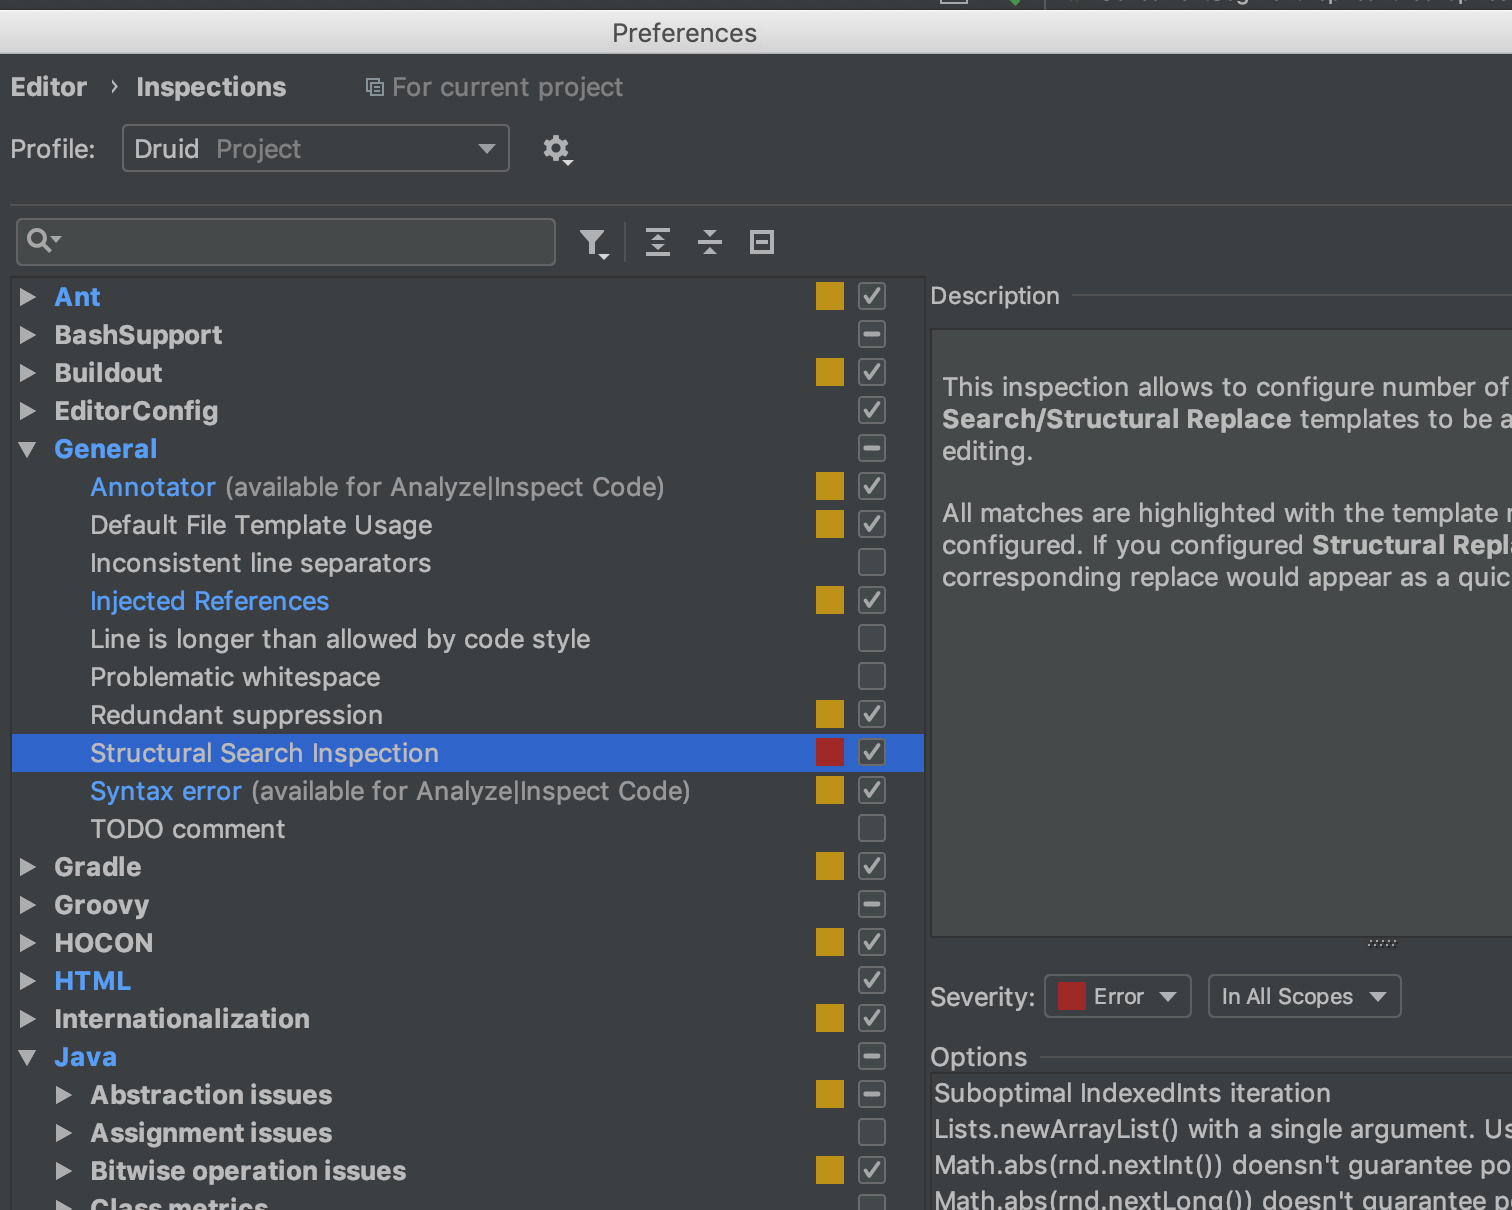 Preferences
Editor › Inspections For current project
Profile: Druid Project
Ant
BashSupport
Buildout
EditorConfig
General
Annotator (available for Analyze|Inspect Code)
Default File Template Usage
Inconsistent line separators
Injected References
Line is longer than allowed by code style
Problematic whitespace
Redundant suppression
Structural Search Inspection
Syntax error (available for Analyze|Inspect Code)
TODO comment
Gradle
Groovy
HOCON
HTML
Internationalization
Java
Abstraction issues
Assignment issues
Bitwise operation issues
Class metrics
Description
This inspection allows to configure number of
Search/Structural Replace templates to be a
editing.
All matches are highlighted with the template
configured. If you configured Structural Repl
corresponding replace would appear as a quic
Severity: Error In All Scopes
Options
Suboptimal IndexedInts iteration
Lists.newArrayList() with a single argument. Us
Math.abs(rnd.nextInt()) doensn't guarantee po
Math.abs(rnd.nextLong()) doesn't guarantee p